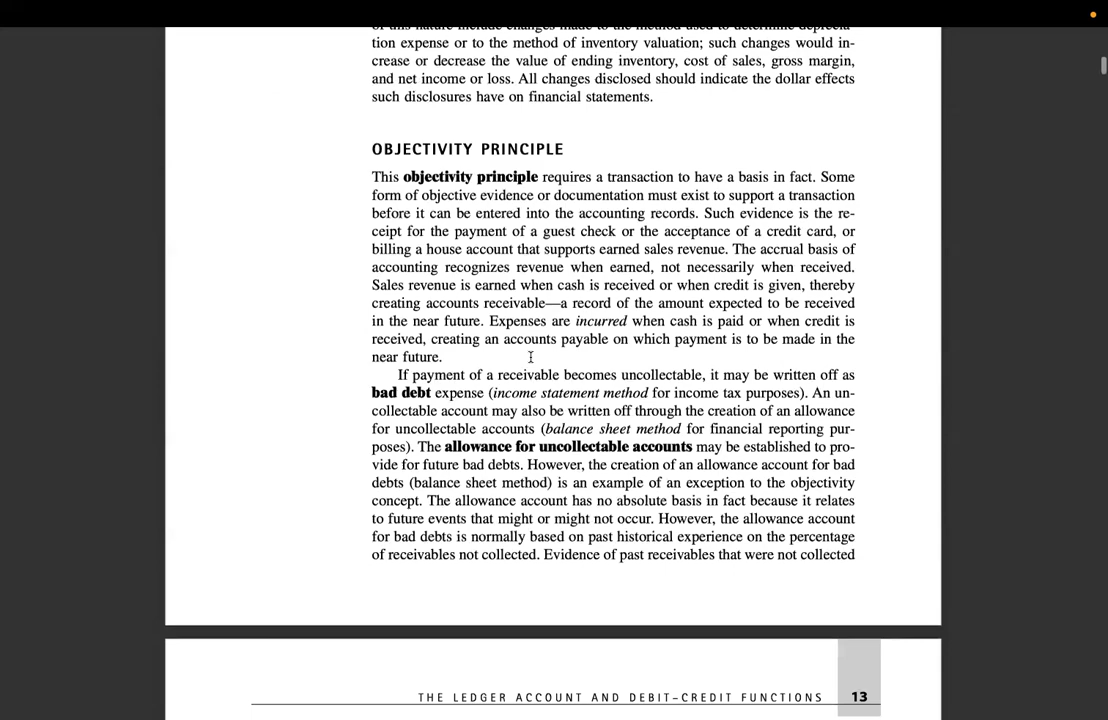 of this nature include changes made to the method used to determine deprecia-
tion expense or to the method of inventory valuation; such changes would in-
crease or decrease the value of ending inventory, cost of sales, gross margin,
and net income or loss. All changes disclosed should indicate the dollar effects
such disclosures have on financial statements.
OBJECTIVITY PRINCIPLE
This objectivity principle requires a transaction to have a basis in fact. Some
form of objective evidence or documentation must exist to support a transaction
before it can be entered into the accounting records. Such evidence is the re-
ceipt for the payment of a guest check or the acceptance of a credit card, or
billing a house account that supports earned sales revenue. The accrual basis of
accounting recognizes revenue when earned, not necessarily when received.
Sales revenue is earned when cash is received or when credit is given, thereby
creating accounts receivable—a record of the amount expected to be received
in the near future. Expenses are incurred when cash is paid or when credit is
received, creating an accounts payable on which payment is to be made in the
near future.
If payment of a receivable becomes uncollectable, it may be written off as
bad debt expense (income statement method for income tax purposes). An un-
collectable account may also be written off through the creation of an allowance
for uncollectable accounts (balance sheet method for financial reporting pur-
poses). The allowance for uncollectable accounts may be established to pro-
vide for future bad debts. However, the creation of an allowance account for bad
debts (balance sheet method) is an example of an exception to the objectivity
concept. The allowance account has no absolute basis in fact because it relates
to future events that might or might not occur. However, the allowance account
for bad debts is normally based on past historical experience on the percentage
of receivables not collected. Evidence of past receivables that were not collected
THE LEDGER ACCOUNT AND DEBIT–CREDIT FUNCTIONS 13